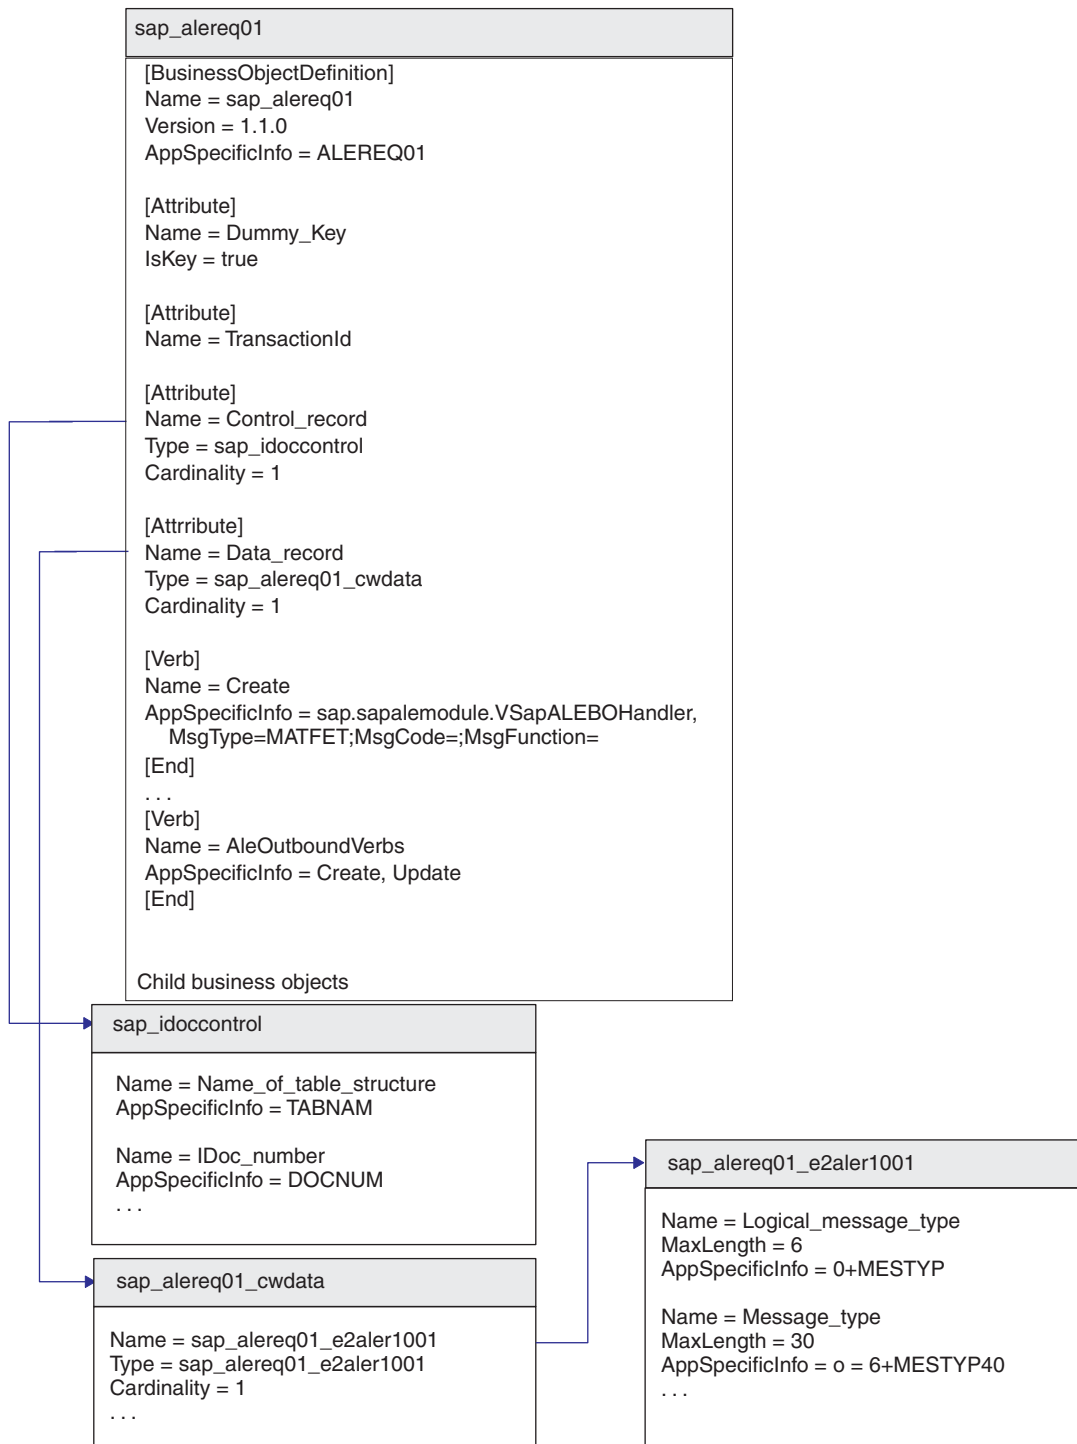 sap_alereq01
[BusinessObjectDefinition]
Name = sap_alereq01
Version = 1.1.0
AppSpecificInfo = ALEREQ01
[Attribute]
Name = Dummy_Key
IsKey = true
[Attribute]
Name = TransactionId
[Attribute]
Name = Control_record
Type = sap_idoccontrol
Cardinality = 1
[Attrribute]
Name = Data_record
Type = sap_alereq01_cwdata
Cardinality = 1
[Verb]
Name = Create
AppSpecificInfo = sap.sapalemodule.VSapALEBOHandler,
MsgType=MATFET;MsgCode=;MsgFunction=
[End]
. . .
[Verb]
Name = AleOutboundVerbs
AppSpecificInfo = Create, Update
[End]
Child business objects
sap_idoccontrol
Name = Name_of_table_structure
AppSpecificInfo = TABNAM
Name = IDoc_number
AppSpecificInfo = DOCNUM
. . .
sap_alereq01_cwdata
Name = sap_alereq01_e2aler1001
Type = sap_alereq01_e2aler1001
Cardinality = 1
. . .
sap_alereq01_e2aler1001
Name = Logical_message_type
MaxLength = 6
AppSpecificInfo = 0+MESTYP
Name = Message_type
MaxLength = 30
AppSpecificInfo = o = 6+MESTYP40
. . .